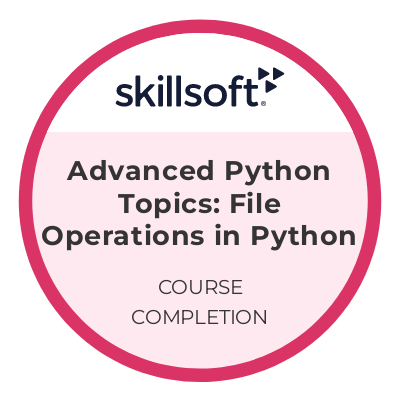 skillsoft®
Advanced Python
Topics: File
Operations in Python
COURSE
COMPLETION